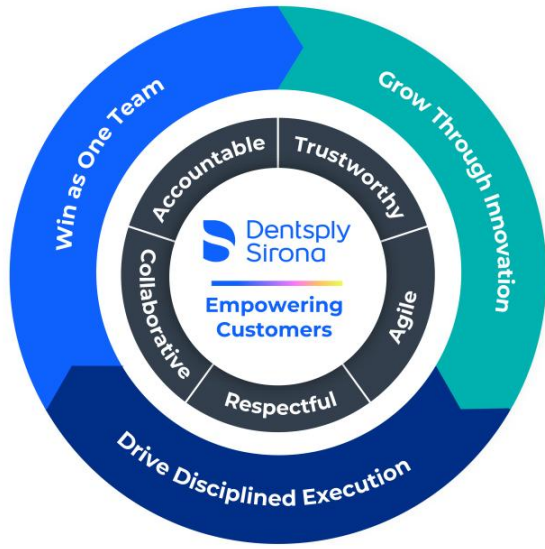 Win as One Team
Grow Through Innovation
Drive Disciplined Execution
Accountable
Trustworthy
Agile
Respectful
Collaborative
Dentsply
Sirona
Empowering
Customers